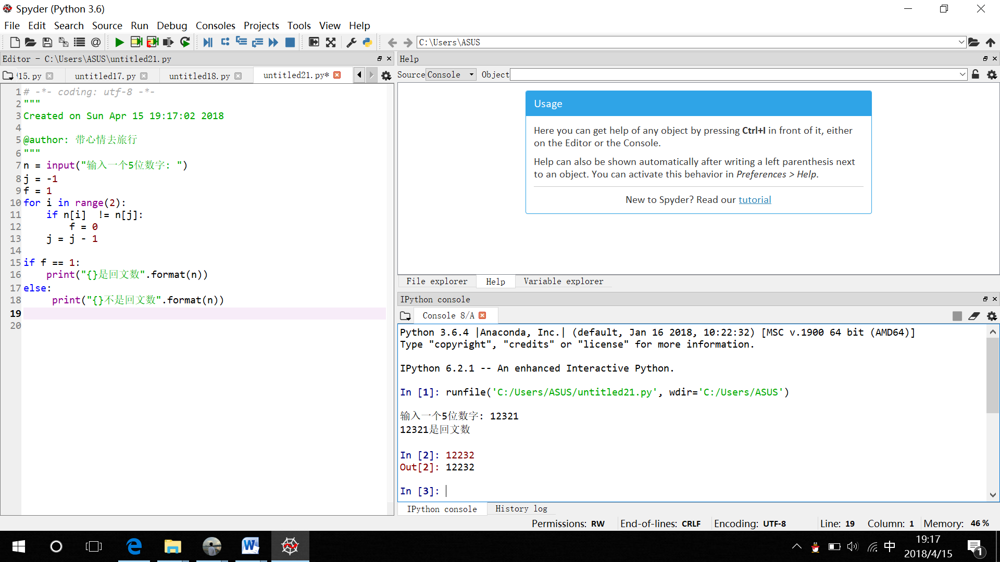 Spyder (Python 3.6)
File Edit Search Source Run Debug Consoles Projects Tools View Help
C:\Users\ASUS
Editor - C:\Users\ASUS\untitled21.py
15.py untitled17.py untitled18.py untitled21.py*
1 # -*- coding: utf-8 -*-
2 """
3 Created on Sun Apr 15 19:17:02 2018
4
5 @author: 带心情去旅行
6 """
7 n = input("输入一个5位数字: ")
8 j = -1
9 f = 1
10 for i in range(2):
11     if n[i]  != n[j]:
12         f = 0
13     j = j - 1
14
15 if f == 1:
16     print("{}是回文数".format(n))
17 else:
18      print("{}不是回文数".format(n))
19
20
Help
Source Console Object
Usage
Here you can get help of any object by pressing Ctrl+I in front of it, either
on the Editor or the Console.
Help can also be shown automatically after writing a left parenthesis next
to an object. You can activate this behavior in Preferences > Help.
New to Spyder? Read our tutorial
File explorer Help Variable explorer
IPython console
Console 8/A
Python 3.6.4 |Anaconda, Inc.| (default, Jan 16 2018, 10:22:32) [MSC v.1900 64 bit (AMD64)]
Type "copyright", "credits" or "license" for more information.
IPython 6.2.1 -- An enhanced Interactive Python.
In [1]: runfile('C:/Users/ASUS/untitled21.py', wdir='C:/Users/ASUS')
输入一个5位数字: 12321
12321是回文数
In [2]: 12232
Out[2]: 12232
In [3]:
IPython console History log
Permissions: RW End-of-lines: CRLF Encoding: UTF-8 Line: 19 Column: 1 Memory: 46 %
中
19:17
2018/4/15
1